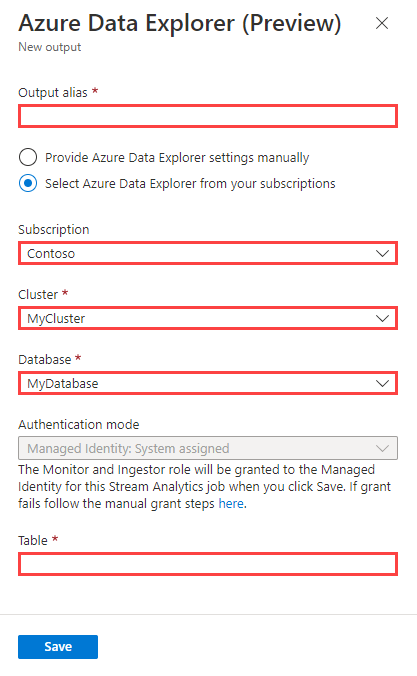 Azure Data Explorer (Preview)
New output
Output alias *
Provide Azure Data Explorer settings manually
Select Azure Data Explorer from your subscriptions
Subscription
Contoso
Cluster *
MyCluster
Database *
MyDatabase
Authentication mode
Managed Identity: System assigned
The Monitor and Ingestor role will be granted to the Managed
Identity for this Stream Analytics job when you click Save. If grant
fails follow the manual grant steps here.
Table *
Save